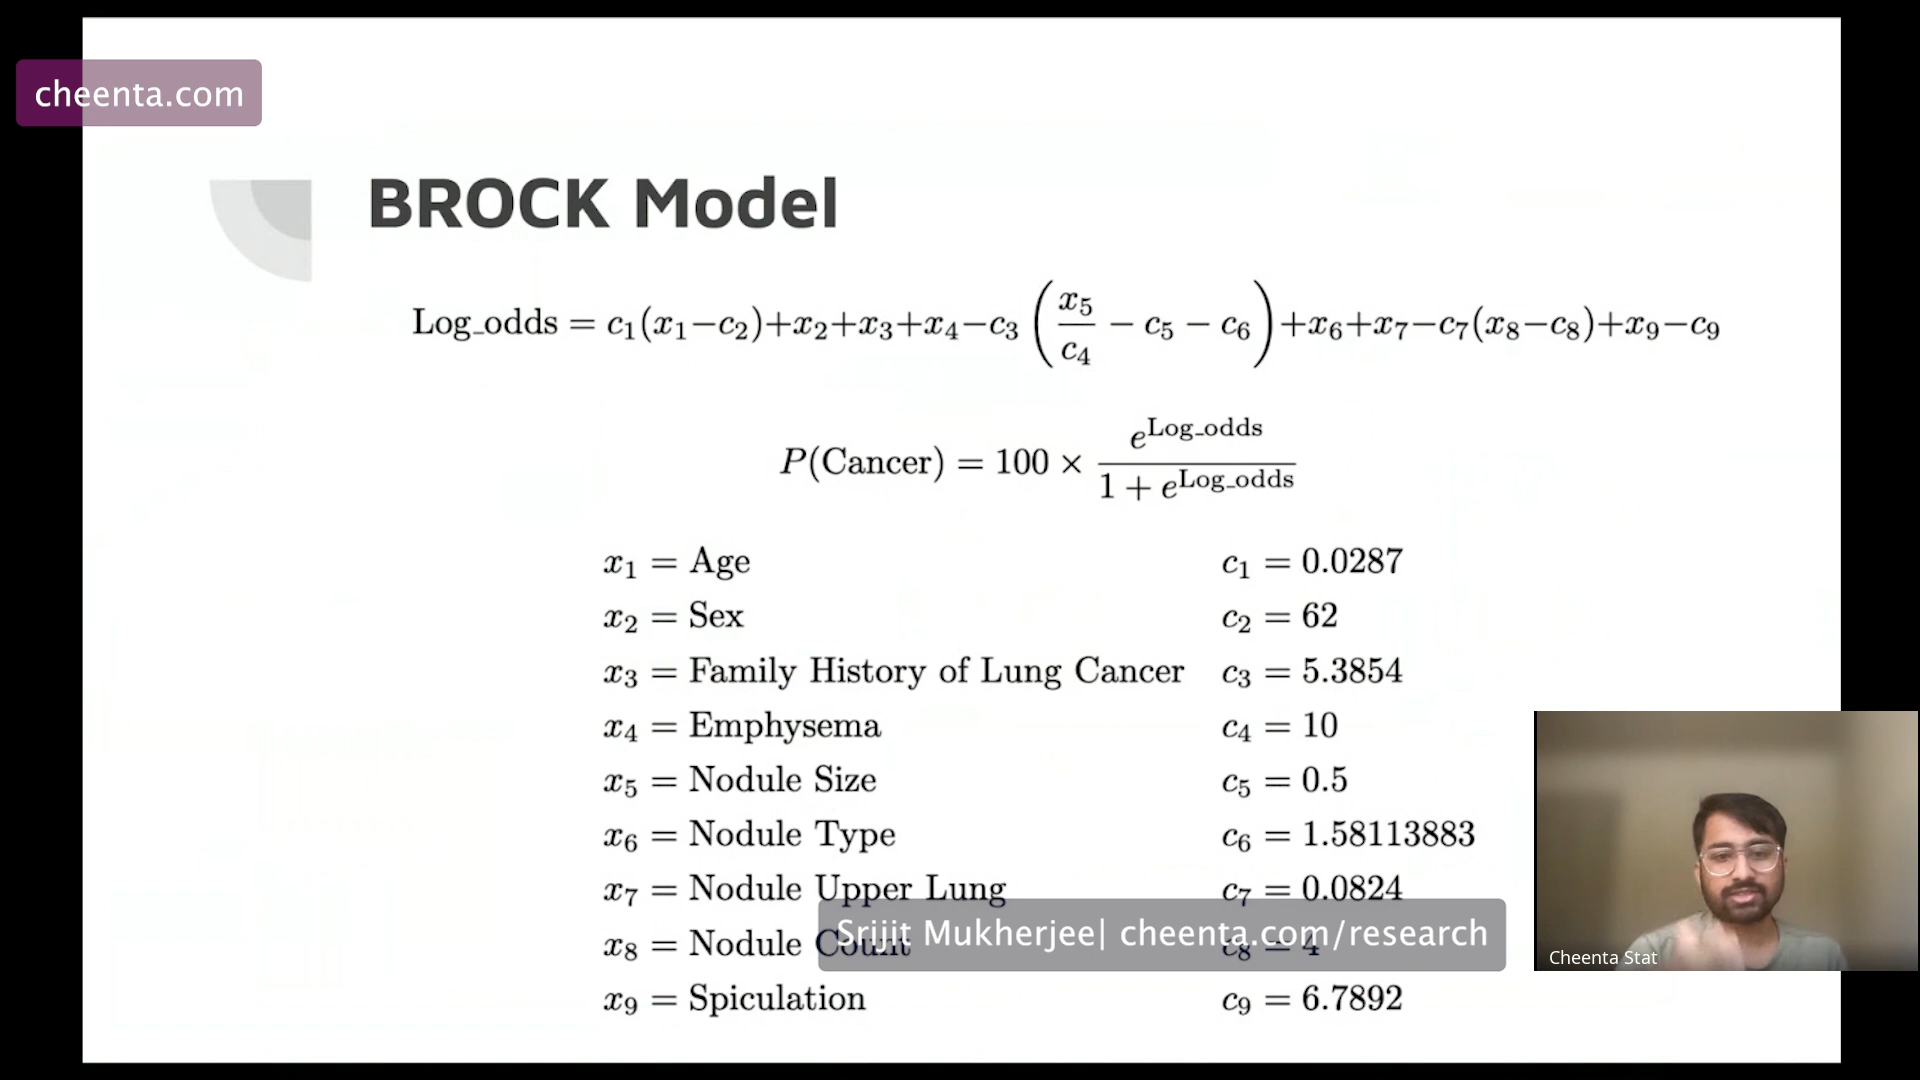 cheenta.com
BROCK Model
Log_odds = c₁(x₁−c₂)+x₂+x₃+x₄−c₃ (x₅/c₄ − c₅ − c₆) +x₆+x₇−c₇(x₈−c₈)+x₉−c₉
P(Cancer) = 100 × e^Log_odds / 1 + e^Log_odds
x₁ = Age c₁ = 0.0287
x₂ = Sex c₂ = 62
x₃ = Family History of Lung Cancer c₃ = 5.3854
x₄ = Emphysema c₄ = 10
x₅ = Nodule Size c₅ = 0.5
x₆ = Nodule Type c₆ = 1.58113883
x₇ = Nodule Upper Lung c₇ = 0.0824
Srijit Mukherjee| cheenta.com/research
x₈ = Nodule Count c₈ = 4
Cheenta Stat
x₉ = Spiculation c₉ = 6.7892